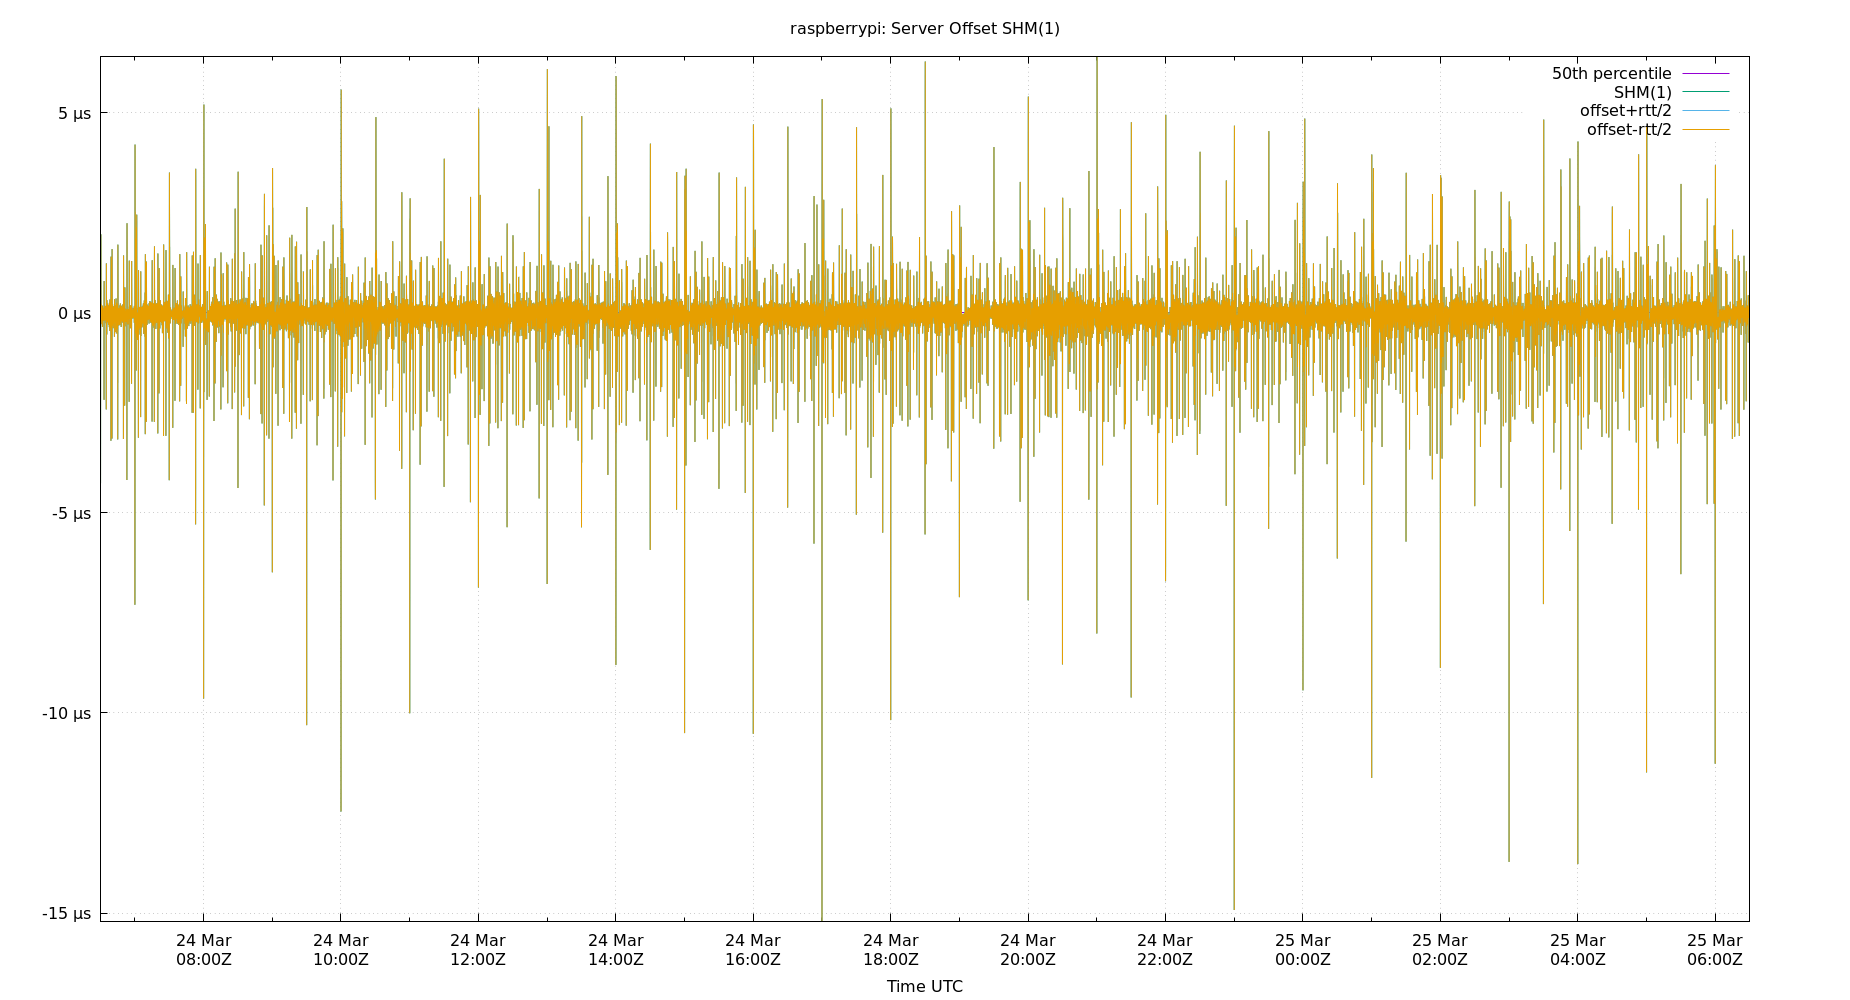 raspberrypi: Server Offset SHM(1)
50th percentile
SHM(1)
offset+rtt/2
offset-rtt/2
5 µs
0 µs
-5 µs
-10 µs
-15 µs
24 Mar 24 Mar 24 Mar 24 Mar 24 Mar 24 Mar 24 Mar 24 Mar 25 Mar 25 Mar 25 Mar 25 Mar
08:00Z 10:00Z 12:00Z 14:00Z 16:00Z 18:00Z 20:00Z 22:00Z 00:00Z 02:00Z 04:00Z 06:00Z
Time UTC